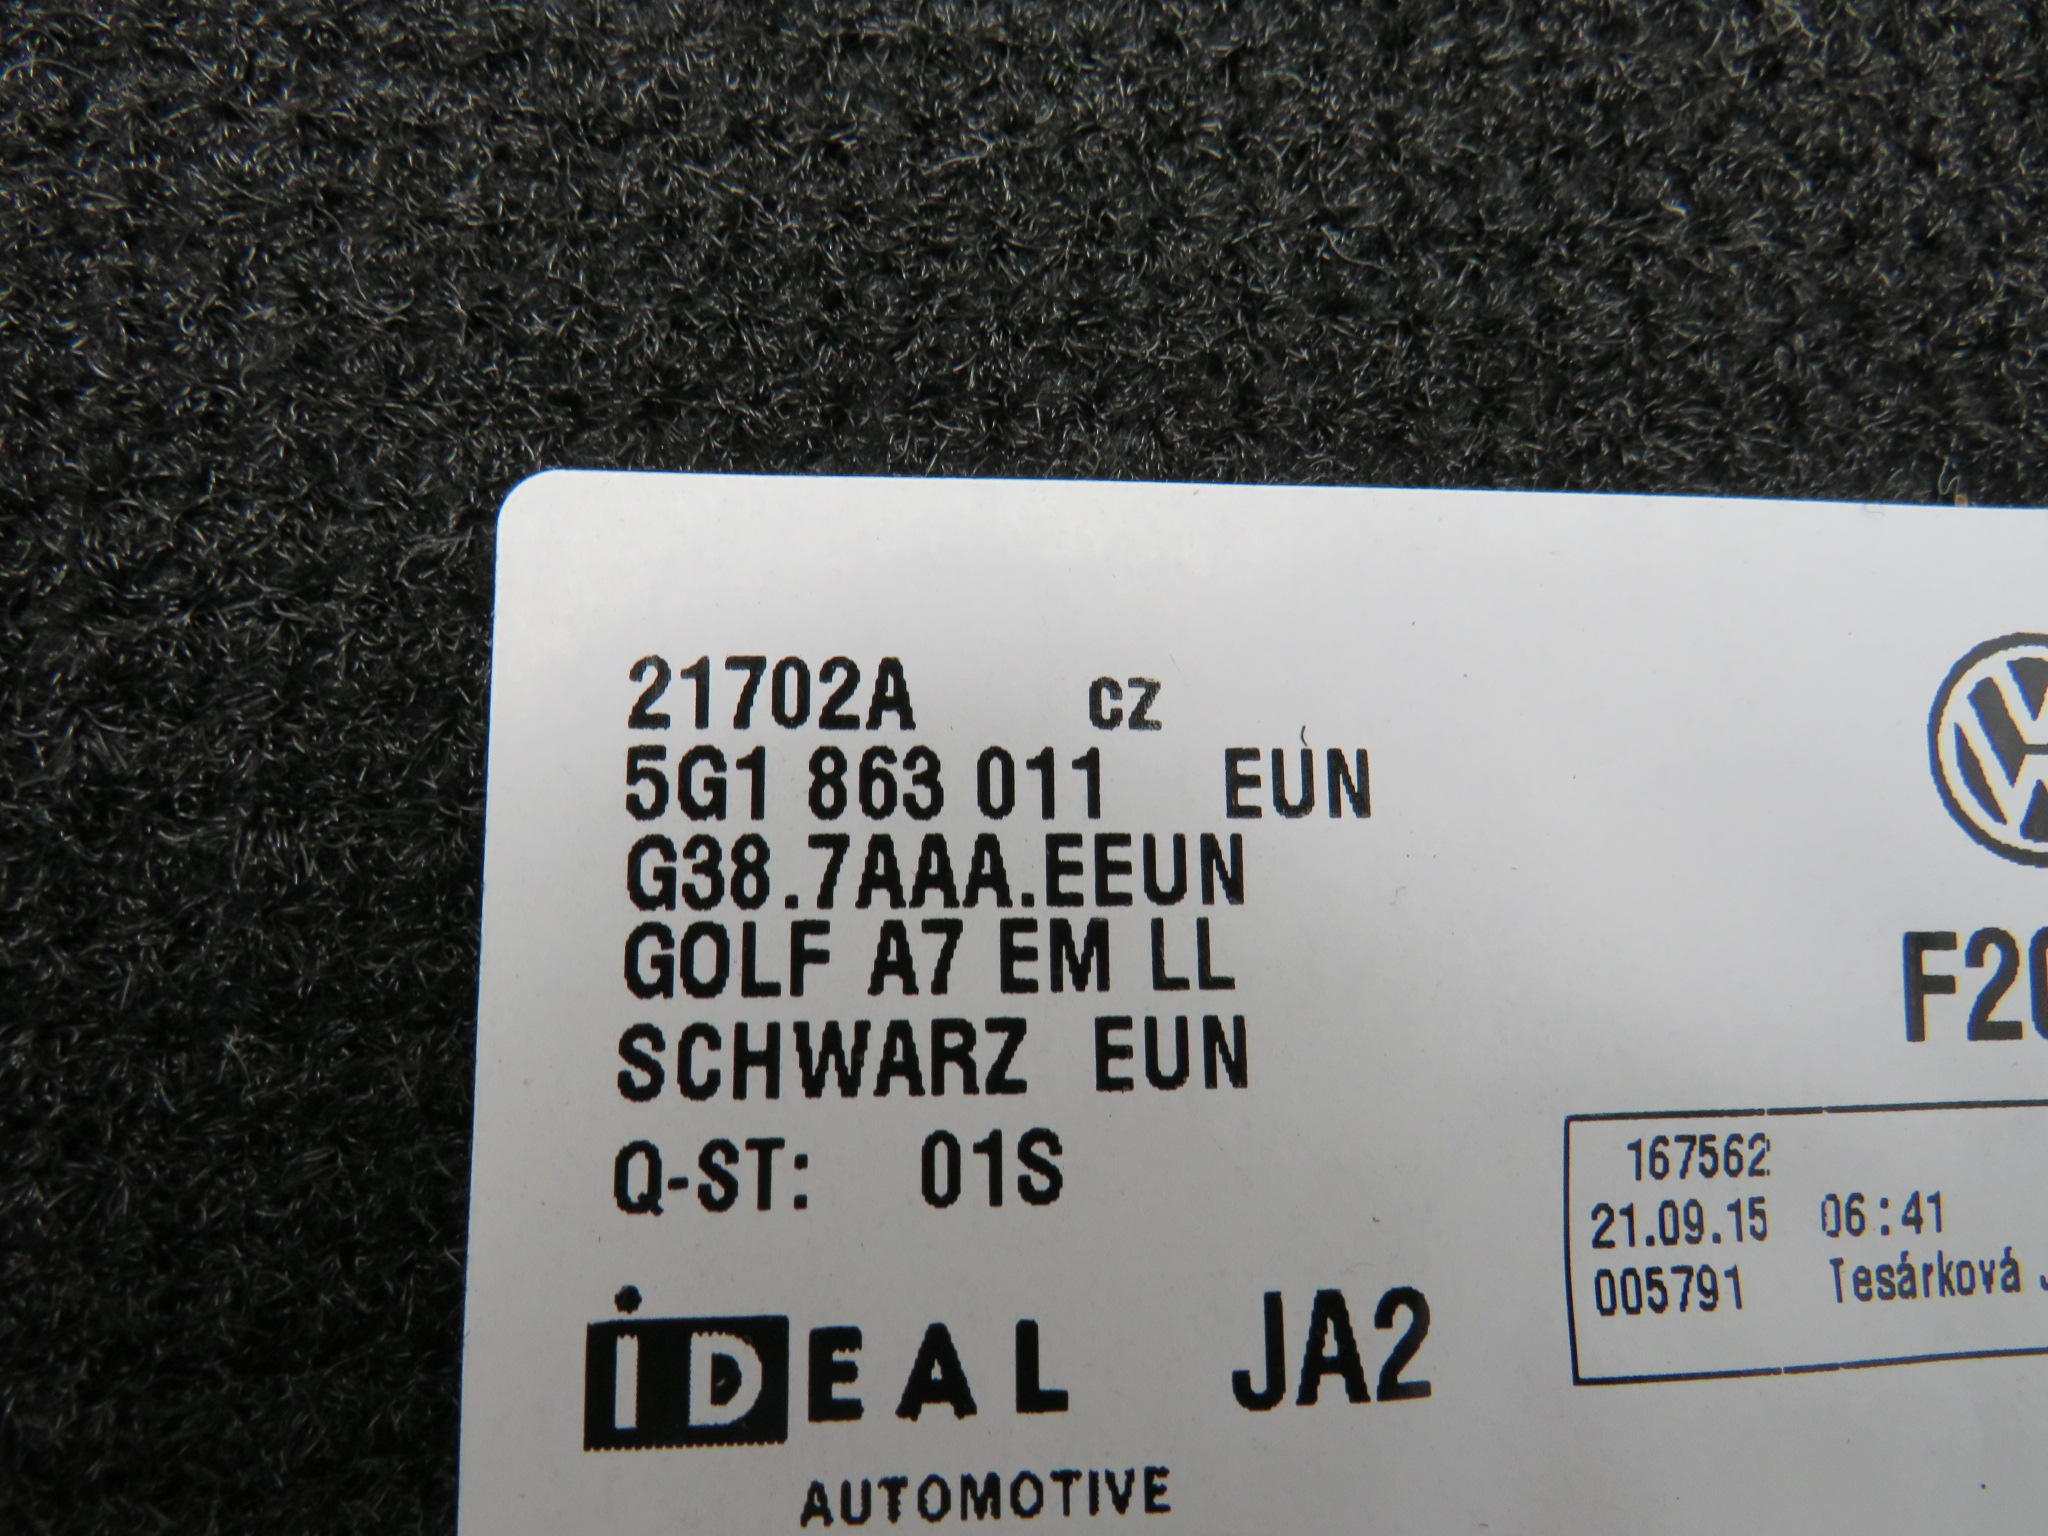 21702A cz
5G1 863 011 EUN
G38.7AAA.EEUN
GOLF A7 EM LL
SCHWARZ EUN
Q-ST: 01S
F20
167562
21.09.15 06:41
005791 Tesárková J
iDEAL JA2
AUTOMOTIVE